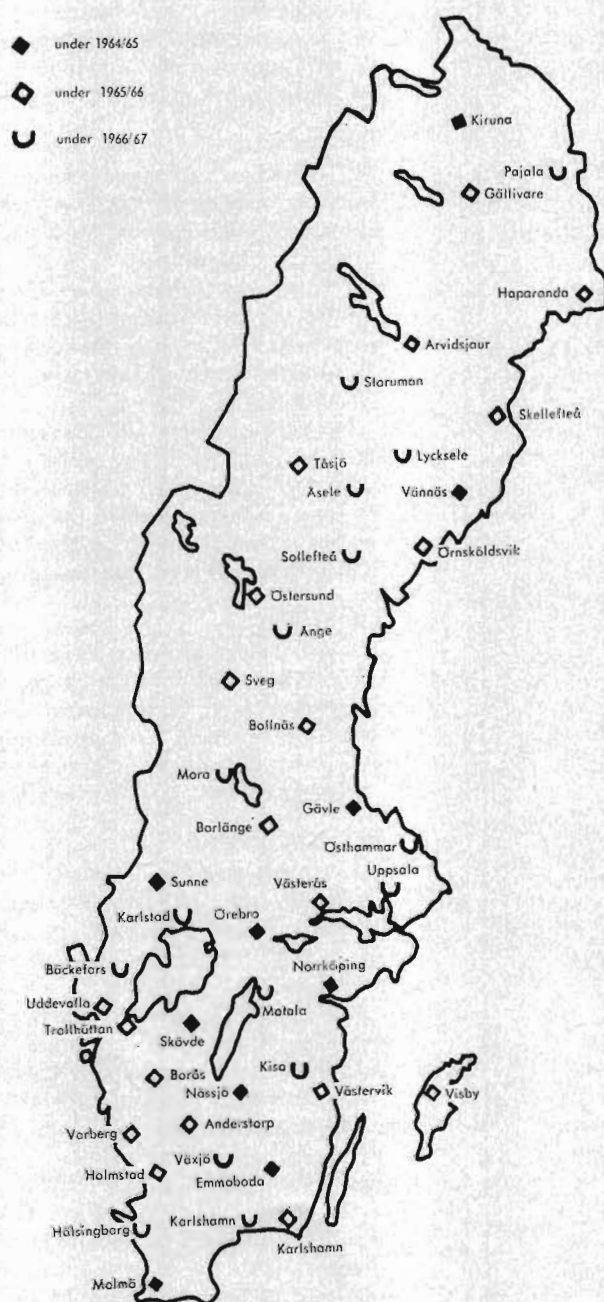 under 1964/65
under 1965/66
under 1966/67
Kiruna
Pajala
Gällivare
Haparanda
Arvidsjaur
Storuman
Skellefteå
Lycksele
Tåsjö
Åsele
Vännäs
Sollefteå
Örnsköldsvik
Östersund
Ånge
Sveg
Bollnäs
Mora
Gävle
Borlänge
Östhammar
Uppsala
Sunne
Västerås
Karlstad
Örebro
Bäckefors
Norrköping
Uddevalla
Motala
Trollhättan
Skövde
Kisa
Borås
Nässjö
Västervik
Visby
Anderstorp
Varberg
Växjö
Halmstad
Emmaboda
Karlshamn
Hälsingborg
Karlshamn
Malmö